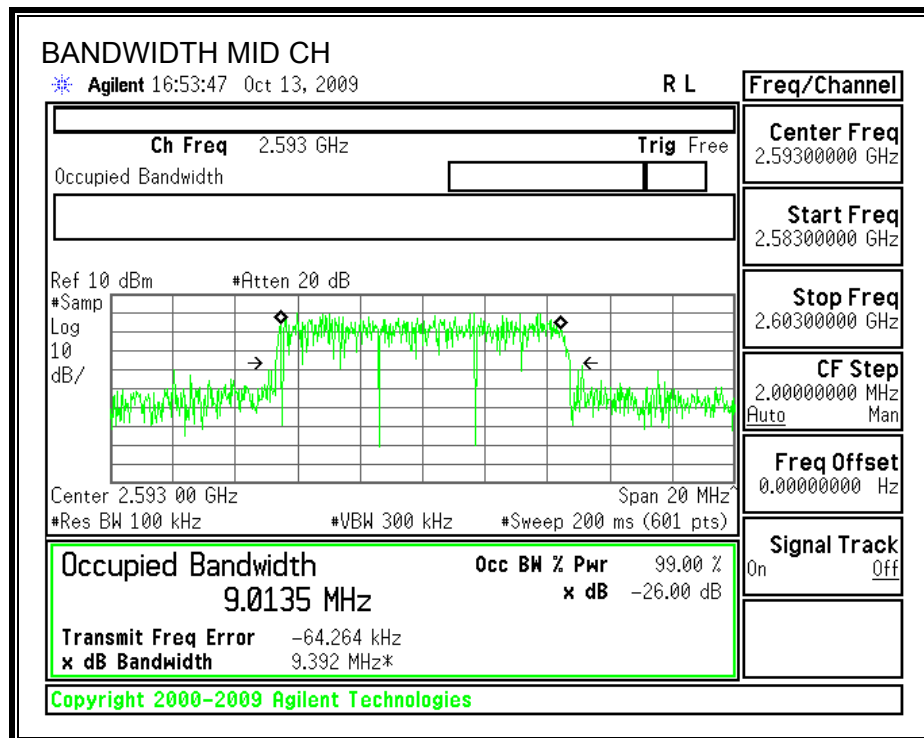 BANDWIDTH MID CH
Agilent 16:53:47 Oct 13, 2009 R L
Freq/Channel
Ch Freq 2.593 GHz Trig Free
Occupied Bandwidth
Center Freq
2.59300000 GHz
Start Freq
2.58300000 GHz
Stop Freq
2.60300000 GHz
CF Step
2.00000000 MHz
Auto Man
Freq Offset
0.00000000 Hz
Signal Track
On Off
Ref 10 dBm #Atten 20 dB
#Samp
Log
10
dB/
Center 2.593 00 GHz Span 20 MHz^
#Res BW 100 kHz #VBW 300 kHz #Sweep 200 ms (601 pts)
Occupied Bandwidth Occ BW % Pwr 99.00 %
9.0135 MHz x dB -26.00 dB
Transmit Freq Error -64.264 kHz
x dB Bandwidth 9.392 MHz*
Copyright 2000-2009 Agilent Technologies